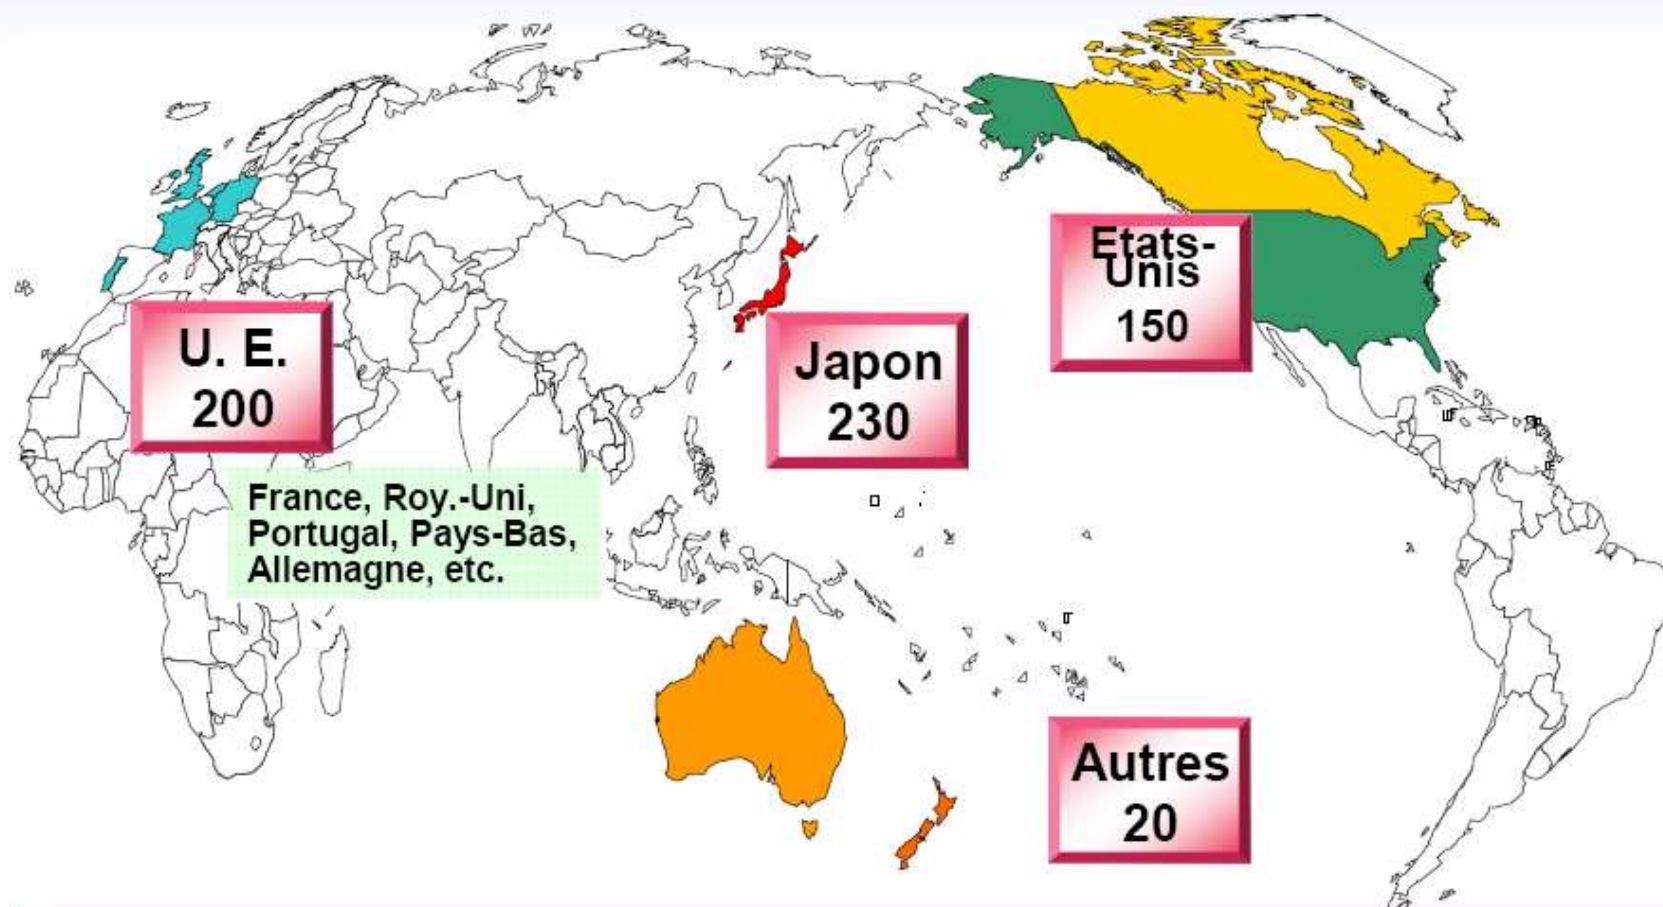 Etats-
Unis
150
U. E.
200
Japon
230
France, Roy.-Uni,
Portugal, Pays-Bas,
Allemagne, etc.
Autres
20